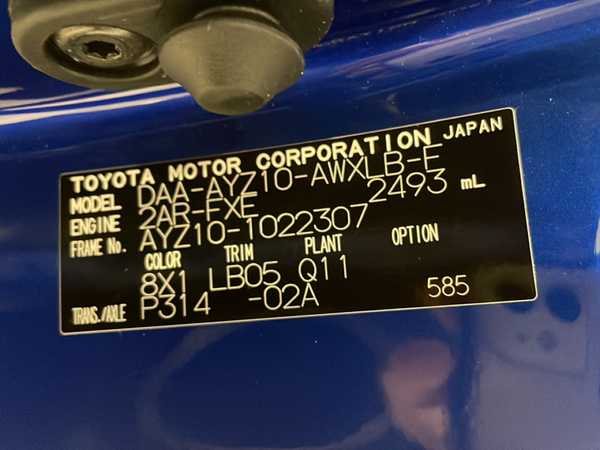 TOYOTA MOTOR CORPORATION JAPAN
MODEL DAA-AYZ10-AWXLB-E
ENGINE 2AR-FXE 2493 mL
FRAME No. AYZ10-1022307
COLOR TRIM PLANT OPTION
8X1 LB05 Q11
TRANS./AXLE P314 -02A 585